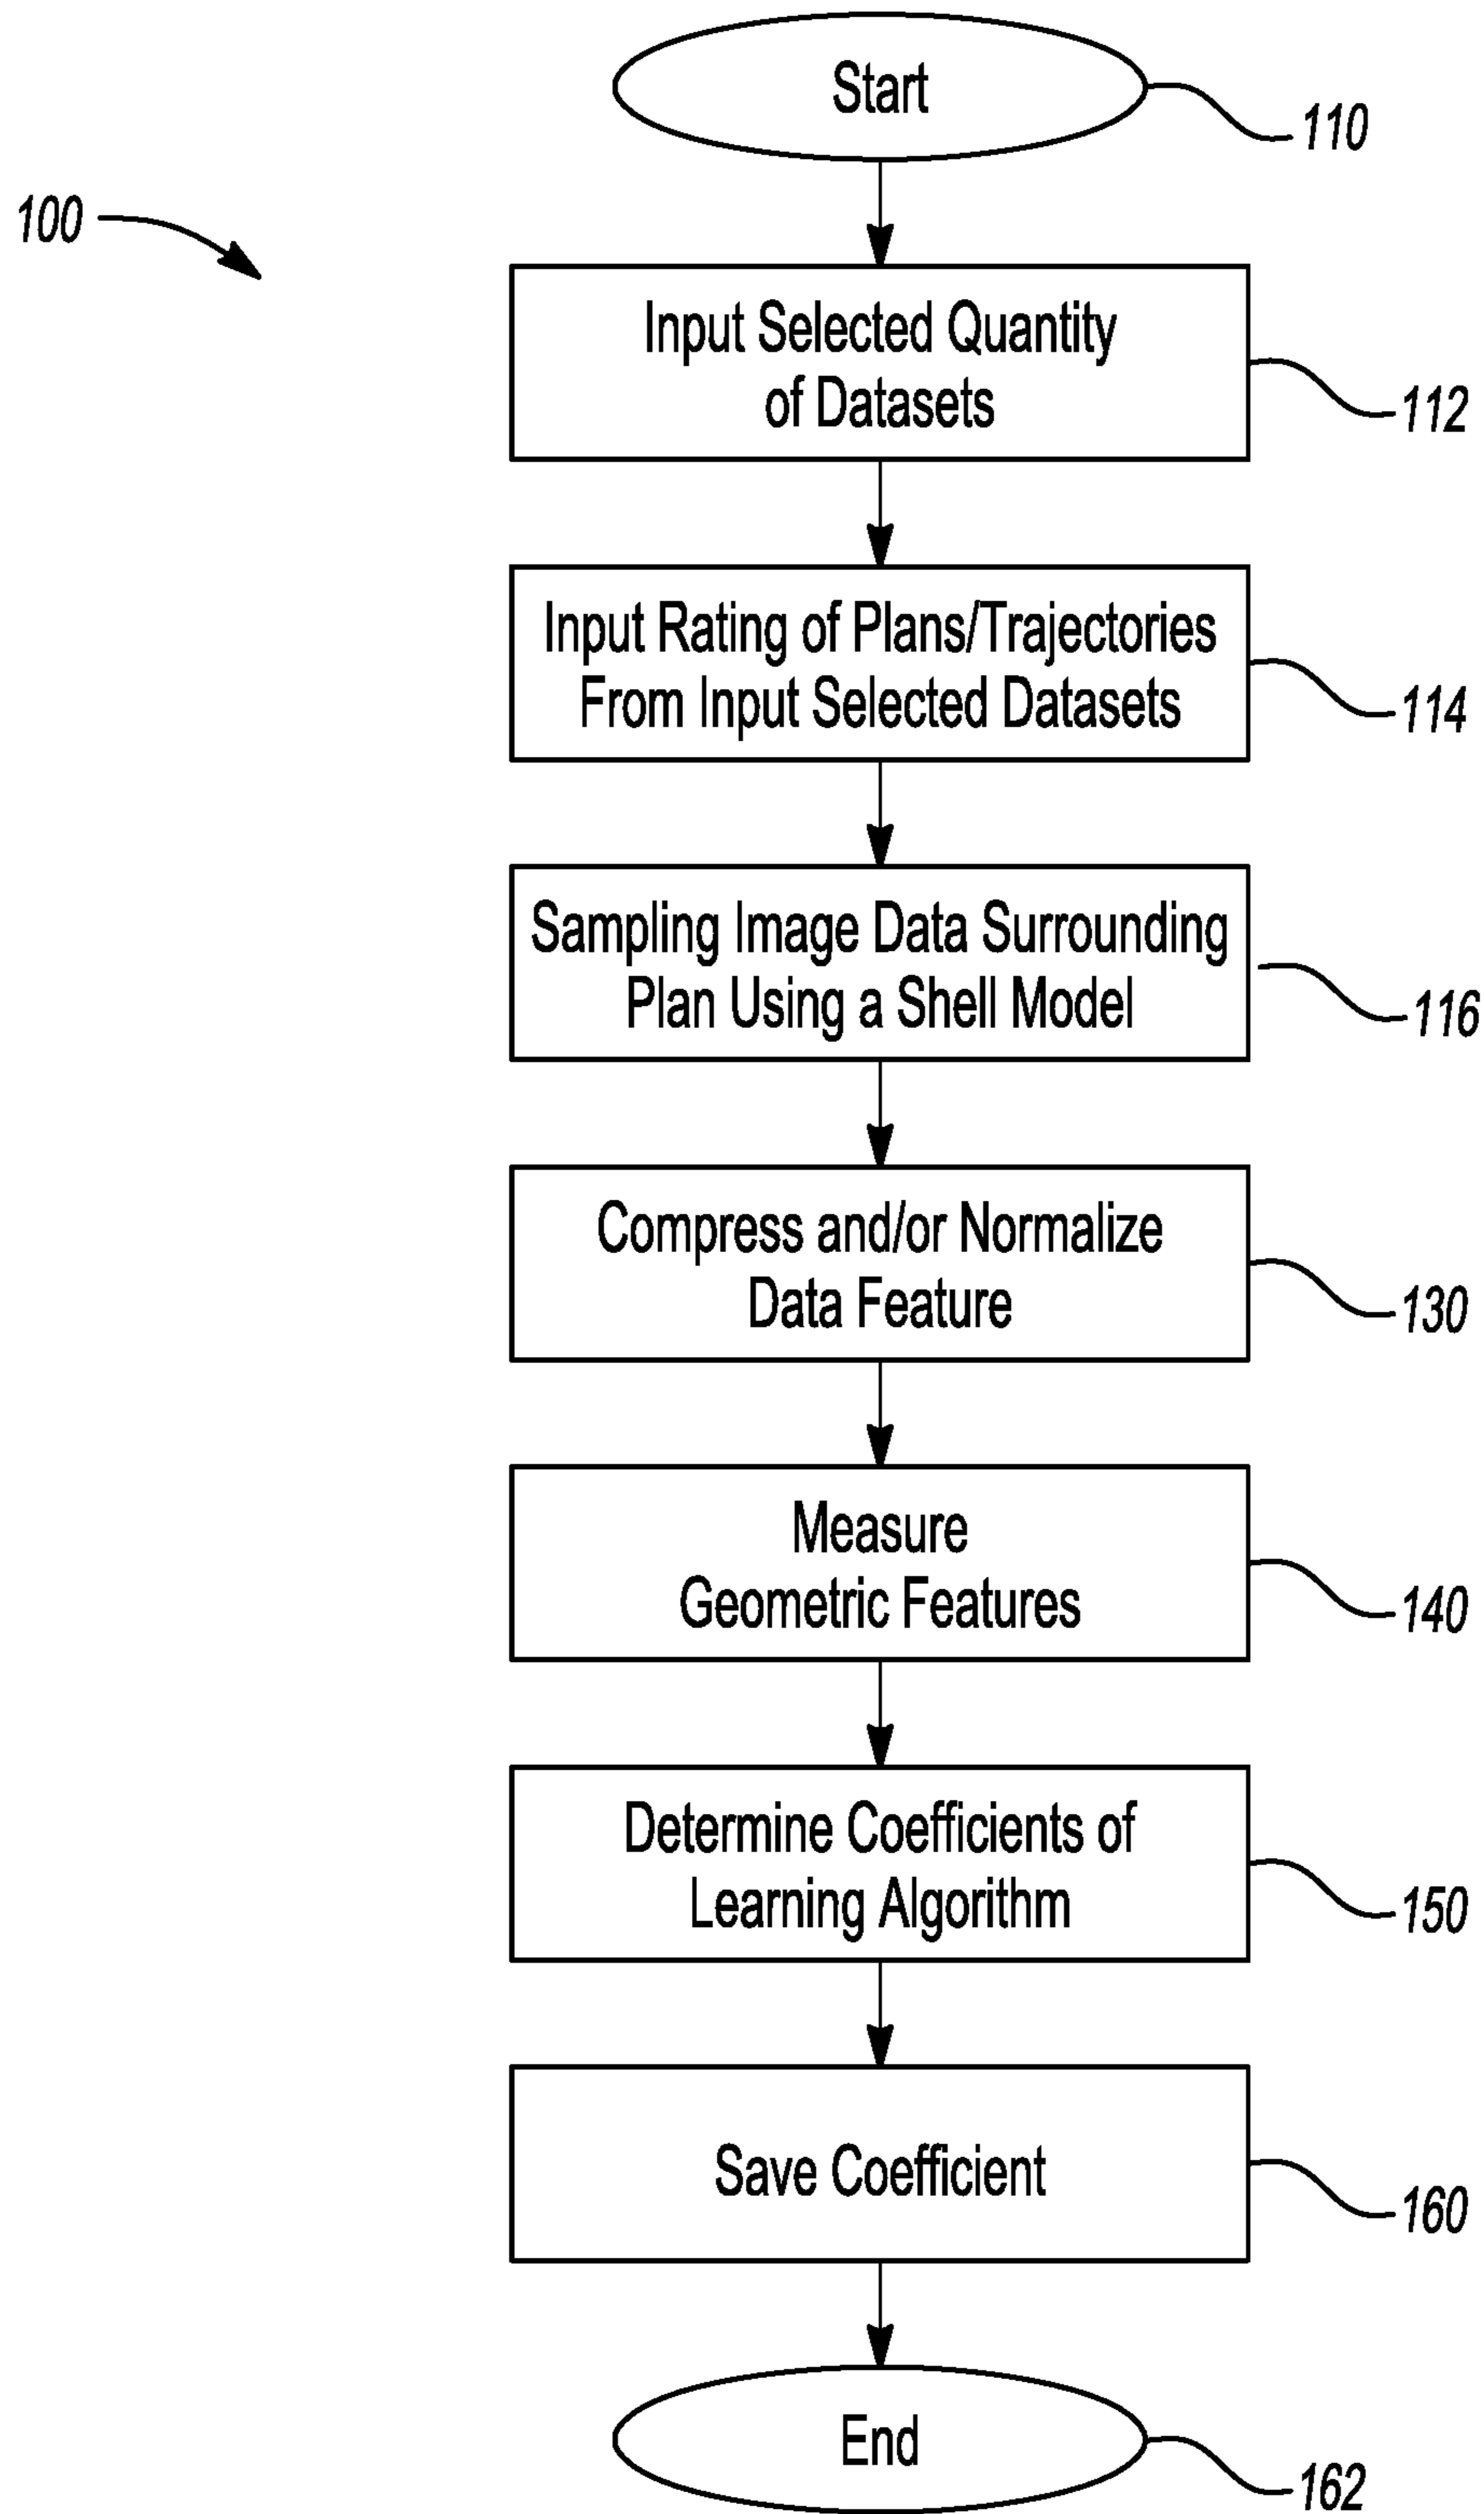 Start
110
100
Input Selected Quantity
of Datasets
112
Input Rating of Plans/Trajectories
From Input Selected Datasets
114
Sampling Image Data Surrounding
Plan Using a Shell Model
116
Compress and/or Normalize
Data Feature
130
Measure
Geometric Features
140
Determine Coefficients of
Learning Algorithm
150
Save Coefficient
160
End
162